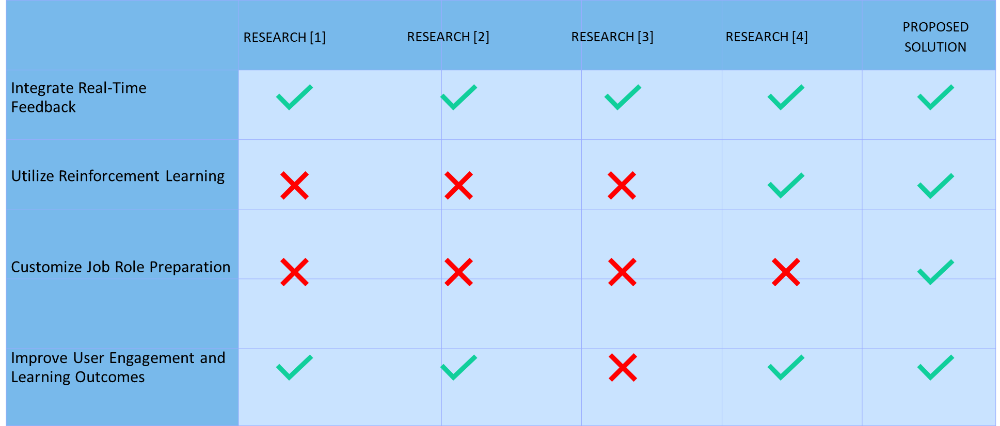 RESEARCH [1]
RESEARCH [2]
RESEARCH [3]
RESEARCH [4]
PROPOSED
SOLUTION
Integrate Real-Time
Feedback
Utilize Reinforcement Learning
Customize Job Role Preparation
Improve User Engagement and
Learning Outcomes